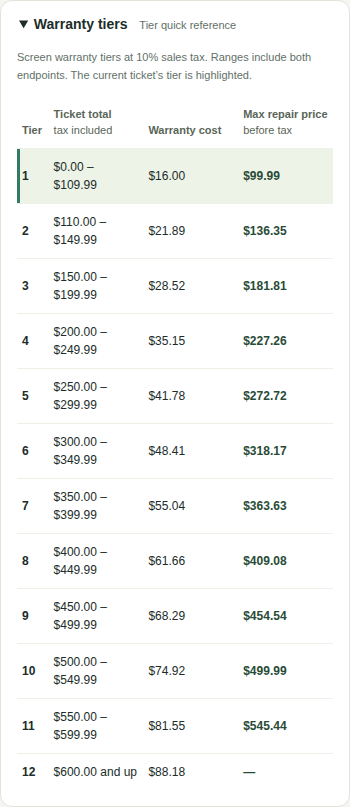 ▼ Warranty tiers Tier quick reference
Screen warranty tiers at 10% sales tax. Ranges include both
endpoints. The current ticket's tier is highlighted.
Ticket total Max repair price
Tier tax included Warranty cost before tax
1 $0.00 – $109.99 $16.00 $99.99
2 $110.00 – $149.99 $21.89 $136.35
3 $150.00 – $199.99 $28.52 $181.81
4 $200.00 – $249.99 $35.15 $227.26
5 $250.00 – $299.99 $41.78 $272.72
6 $300.00 – $349.99 $48.41 $318.17
7 $350.00 – $399.99 $55.04 $363.63
8 $400.00 – $449.99 $61.66 $409.08
9 $450.00 – $499.99 $68.29 $454.54
10 $500.00 – $549.99 $74.92 $499.99
11 $550.00 – $599.99 $81.55 $545.44
12 $600.00 and up $88.18 —